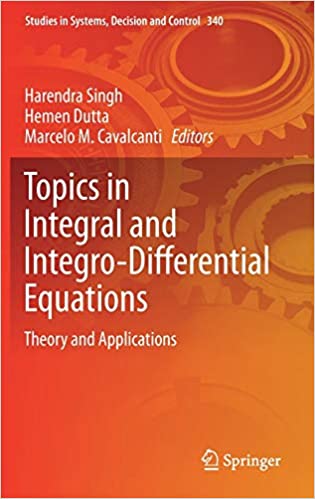 Studies in Systems, Decision and Control 340
Harendra Singh
Hemen Dutta
Marcelo M. Cavalcanti Editors
Topics in
Integral and
Integro-Differential
Equations
Theory and Applications
Springer